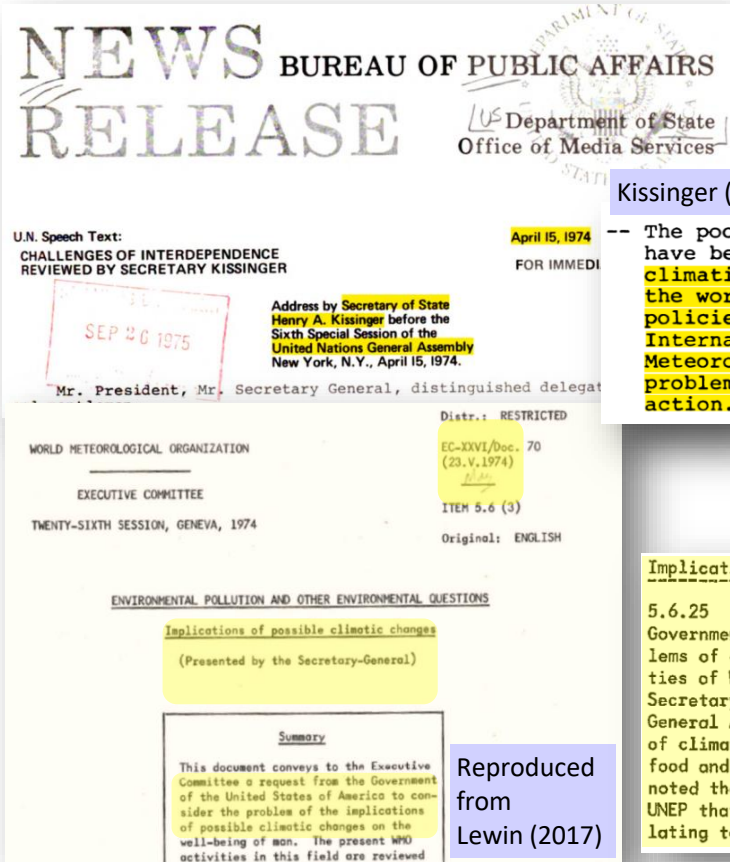 NEWS
RELEASE
BUREAU OF PUBLIC AFFAIRS
US Department of State
Office of Media Services
U.N. Speech Text:
CHALLENGES OF INTERDEPENDENCE
REVIEWED BY SECRETARY KISSINGER
April 15, 1974
FOR IMMEDI
SEP 26 1975
Address by Secretary of State
Henry A. Kissinger before the
Sixth Special Session of the
United Nations General Assembly
New York, N.Y., April 15, 1974.
Mr. President, Mr. Secretary General, distinguished delegat
Kissinger (
-- The poo
have be
climati
the wor
policie
Interna
Meteoro
problem
action.
WORLD METEOROLOGICAL ORGANIZATION
EXECUTIVE COMMITTEE
TWENTY-SIXTH SESSION, GENEVA, 1974
Distr.: RESTRICTED
EC-XXVI/Doc. 70
(23.V.1974)
May
ITEM 5.6 (3)
Original: ENGLISH
ENVIRONMENTAL POLLUTION AND OTHER ENVIRONMENTAL QUESTIONS
Implications of possible climatic changes
(Presented by the Secretary-General)
Summary
This document conveys to the Executive
Committee a request from the Government
of the United States of America to con-
sider the problem of the implications
of possible climatic changes on the
well-being of man. The present WMO
activities in this field are reviewed
Reproduced
from
Lewin (2017)
Implicat
5.6.25
Governme
lems of
ties of
Secretar
General
of clima
food and
noted th
UNEP tha
lating t